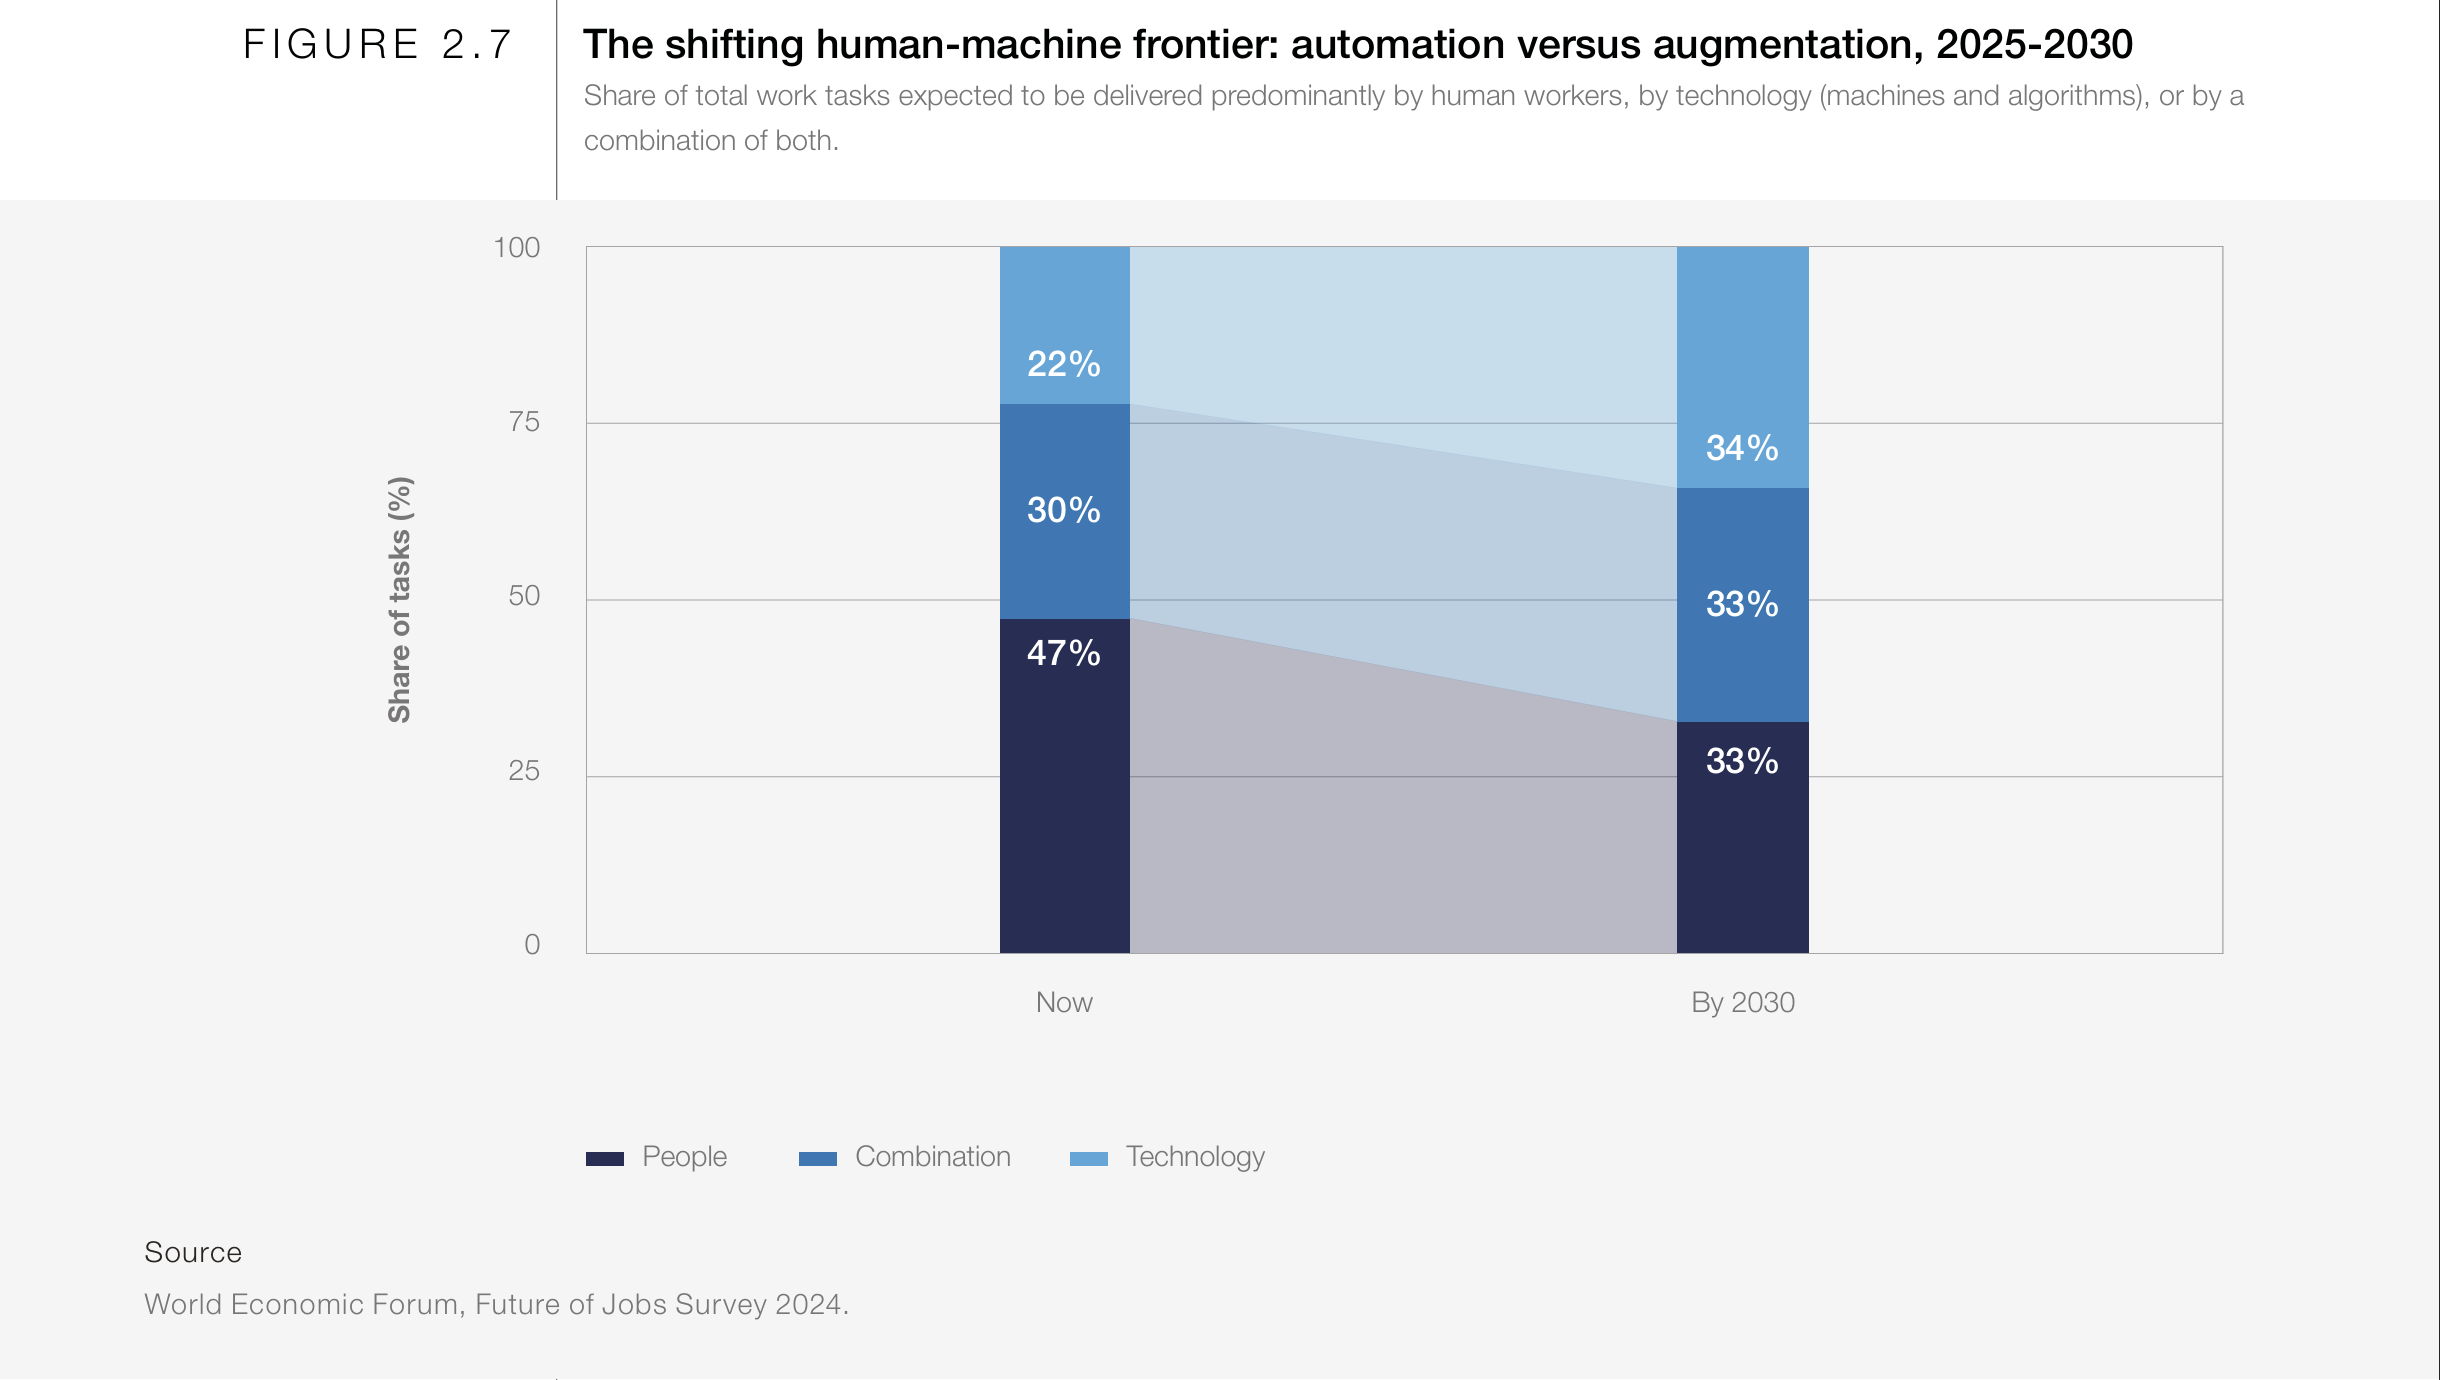 FIGURE 2.7
The shifting human-machine frontier: automation versus augmentation, 2025-2030
Share of total work tasks expected to be delivered predominantly by human workers, by technology (machines and algorithms), or by a
combination of both.
Share of tasks (%)
100
75
50
25
0
22%
30%
47%
34%
33%
33%
Now
By 2030
People
Combination
Technology
Source
World Economic Forum, Future of Jobs Survey 2024.